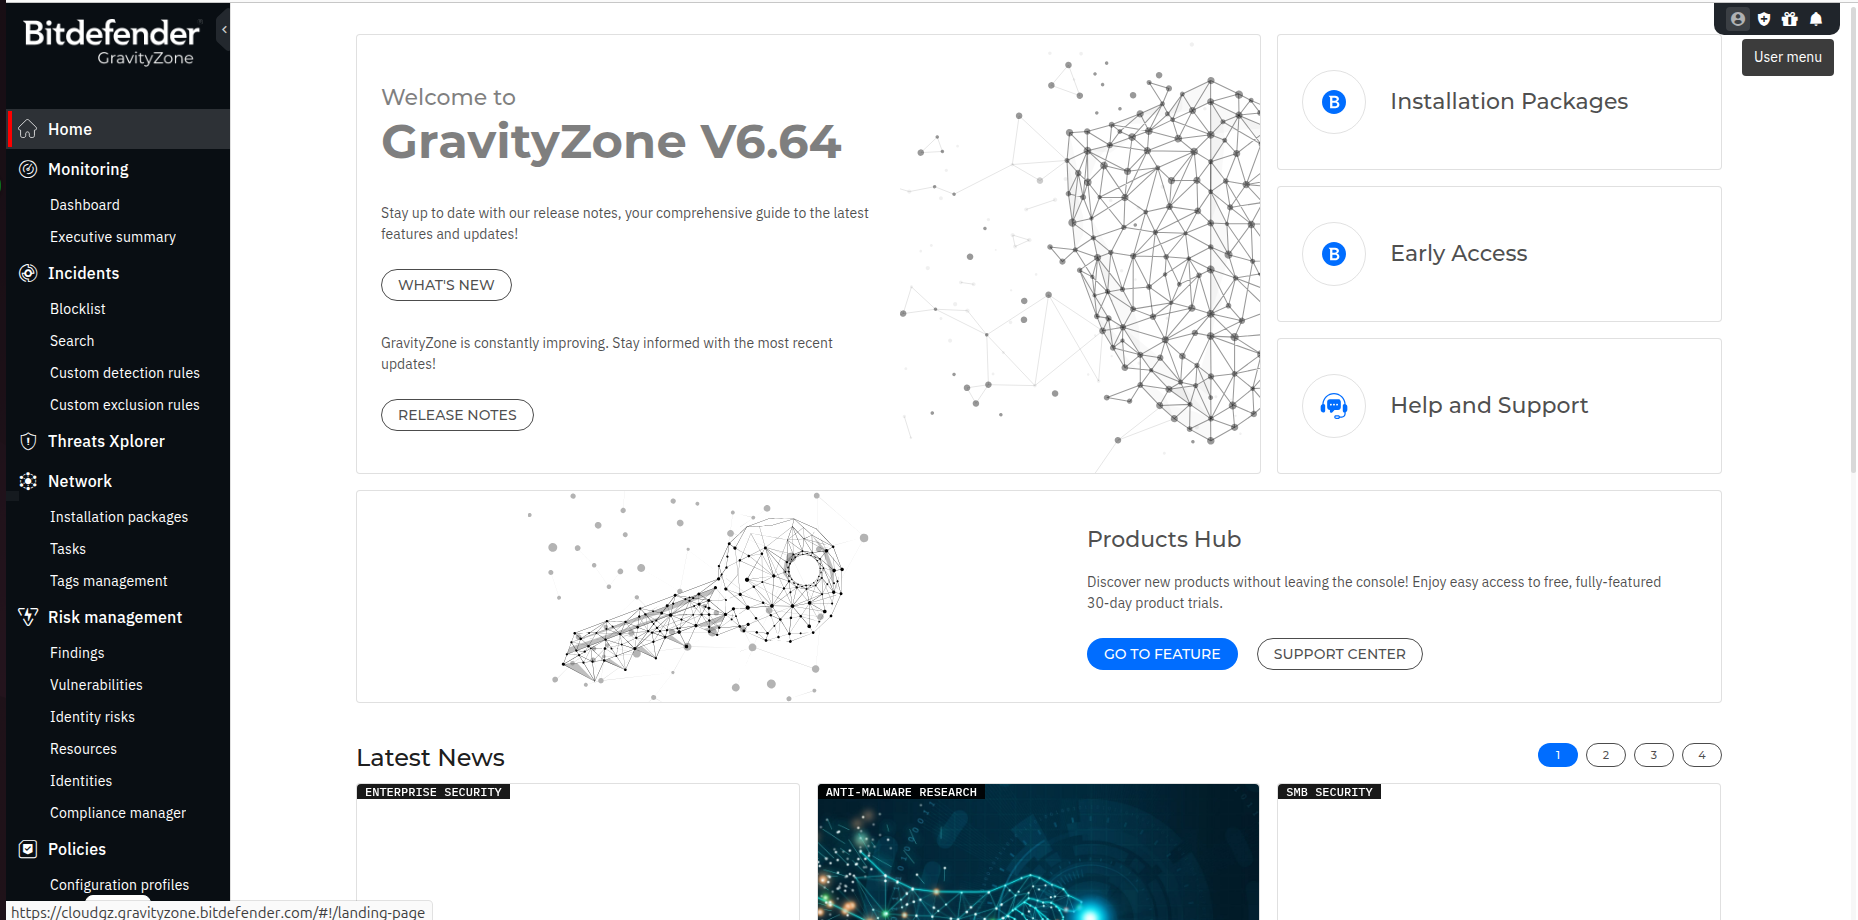 Bitdefender
GravityZone
Home
Monitoring
Dashboard
Executive summary
Incidents
Blocklist
Search
Custom detection rules
Custom exclusion rules
Threats Xplorer
Network
Installation packages
Tasks
Tags management
Risk management
Findings
Vulnerabilities
Identity risks
Resources
Identities
Compliance manager
Policies
Configuration profiles
https://cloudgz.gravityzone.bitdefender.com/#!/landing-page
User menu
Welcome to
GravityZone V6.64
Stay up to date with our release notes, your comprehensive guide to the latest
features and updates!
WHAT'S NEW
GravityZone is constantly improving. Stay informed with the most recent
updates!
RELEASE NOTES
B
Installation Packages
B
Early Access
Help and Support
Products Hub
Discover new products without leaving the console! Enjoy easy access to free, fully-featured
30-day product trials.
GO TO FEATURE
SUPPORT CENTER
Latest News
1
2
3
4
ENTERPRISE SECURITY
ANTI-MALWARE RESEARCH
SMB SECURITY